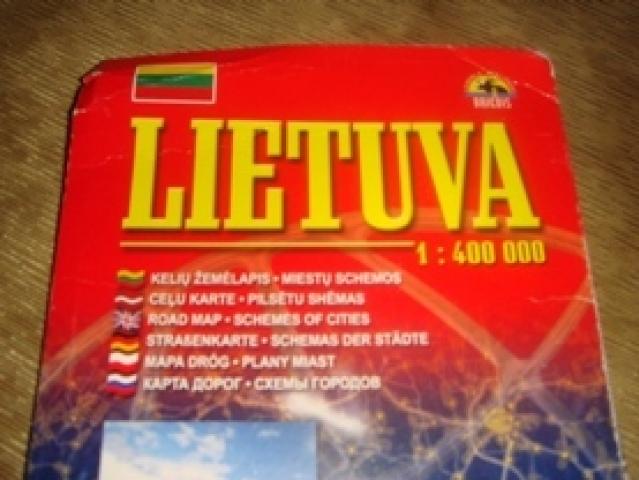 BRIEDIS
LIETUVA
1 : 400 000
KELIŲ ŽEMĖLAPIS • MIESTŲ SCHEMOS
CEĻU KARTE • PILSĒTU SHĒMAS
ROAD MAP • SCHEMES OF CITIES
STRAßENKARTE • SCHEMAS DER STÄDTE
MAPA DRÓG • PLANY MIAST
КАРТА ДОРОГ • СХЕМЫ ГОРОДОВ